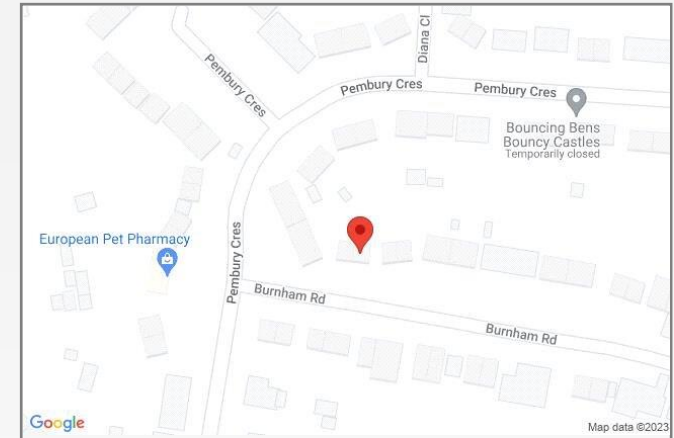 Diana Cl
Pembury Cres
Pembury Cres
Pembury Cres
Bouncing Bens
Bouncy Castles
Temporarily closed
European Pet Pharmacy
Pembury Cres
Burnham Rd
Burnham Rd
Google
Map data ©2023